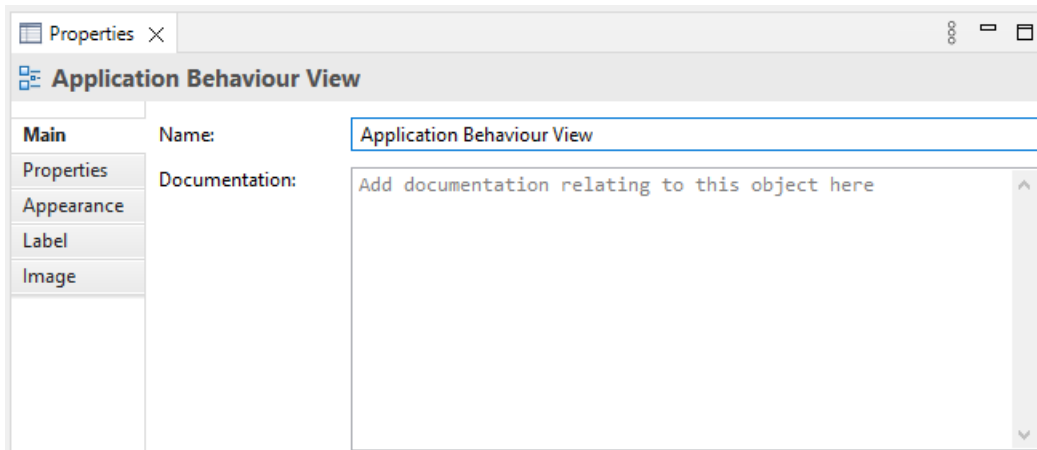 Properties
Application Behaviour View
Main
Name:
Application Behaviour View
Properties
Documentation:
Add documentation relating to this object here
Appearance
Label
Image